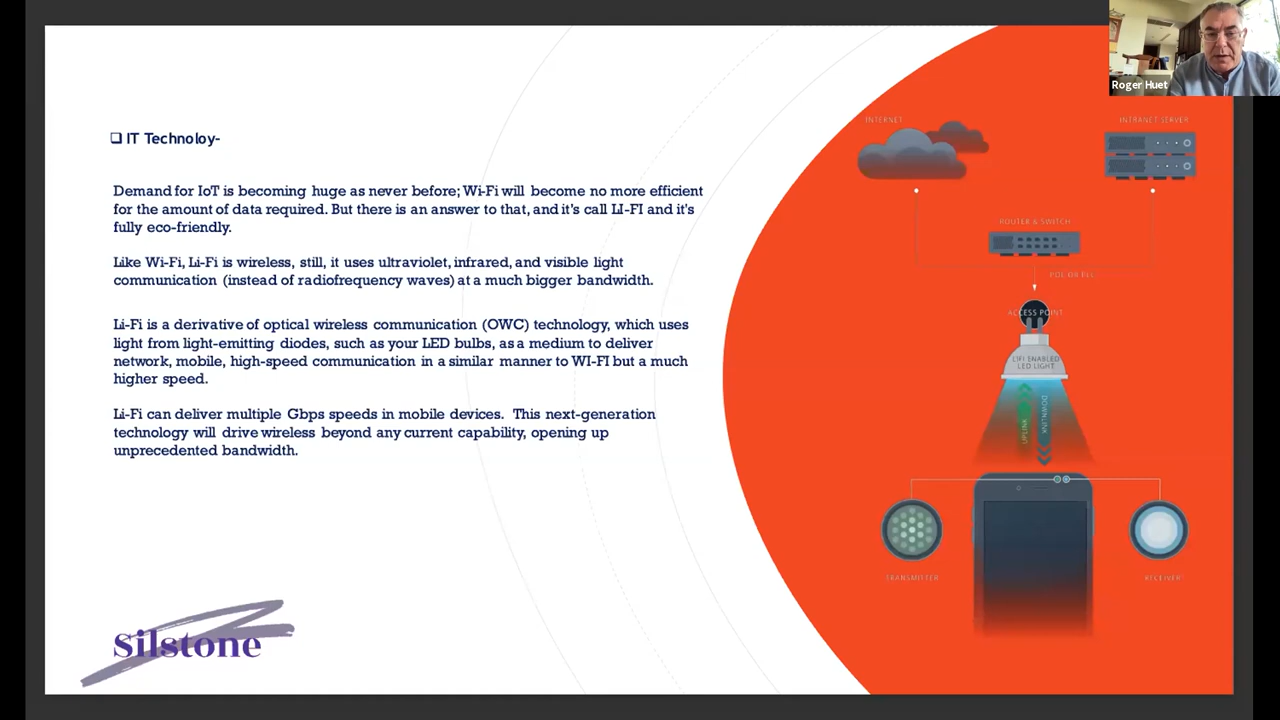 Roger Huet
❑ IT Technoloy-
Demand for IoT is becoming huge as never before; Wi-Fi will become no more efficient
for the amount of data required. But there is an answer to that, and it's call LI-FI and it's
fully eco-friendly.
Like Wi-Fi, Li-Fi is wireless, still, it uses ultraviolet, infrared, and visible light
communication (instead of radiofrequency waves) at a much bigger bandwidth.
Li-Fi is a derivative of optical wireless communication (OWC) technology, which uses
light from light-emitting diodes, such as your LED bulbs, as a medium to deliver
network, mobile, high-speed communication in a similar manner to WI-FI but a much
higher speed.
Li-Fi can deliver multiple Gbps speeds in mobile devices. This next-generation
technology will drive wireless beyond any current capability, opening up
unprecedented bandwidth.
Silstone
INTERNET
INTRANET SERVER
ROUTER & SWITCH
POE OR PLC
ACCESS POINT
LIFI ENABLED
LED LIGHT
UPLINK
DOWNLINK
TRANSMITTER
RECEIVER